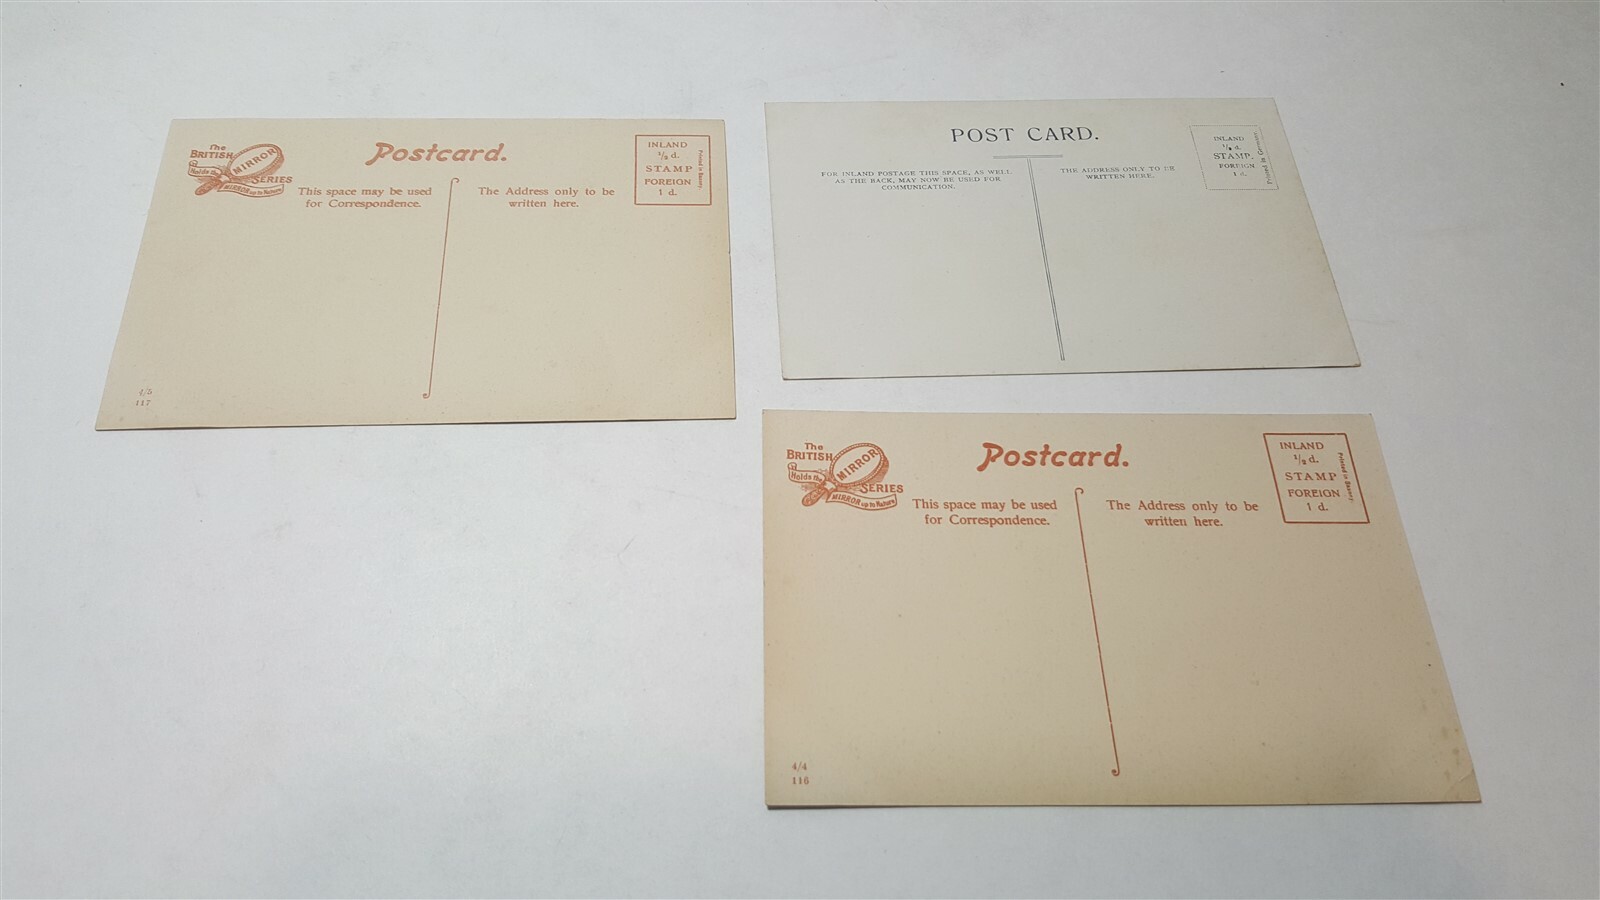 The
BRITISH
MIRROR
SERIES
Holds the
MIRROR up to Nature
Postcard.
This space may be used
for Correspondence.
The Address only to be
written here.
INLAND
½ d.
STAMP
FOREIGN
1 d.
Printed in Saxony.
4/5
117
POST CARD.
FOR INLAND POSTAGE THIS SPACE, AS WELL
AS THE BACK, MAY NOW BE USED FOR
COMMUNICATION.
THE ADDRESS ONLY TO BE
WRITTEN HERE.
INLAND
½ d.
STAMP.
FOREIGN
1 d.
Printed in Germany.
The
BRITISH
MIRROR
SERIES
Holds the
MIRROR up to Nature
Postcard.
This space may be used
for Correspondence.
The Address only to be
written here.
INLAND
½ d.
STAMP
FOREIGN
1 d.
Printed in Saxony.
4/4
116